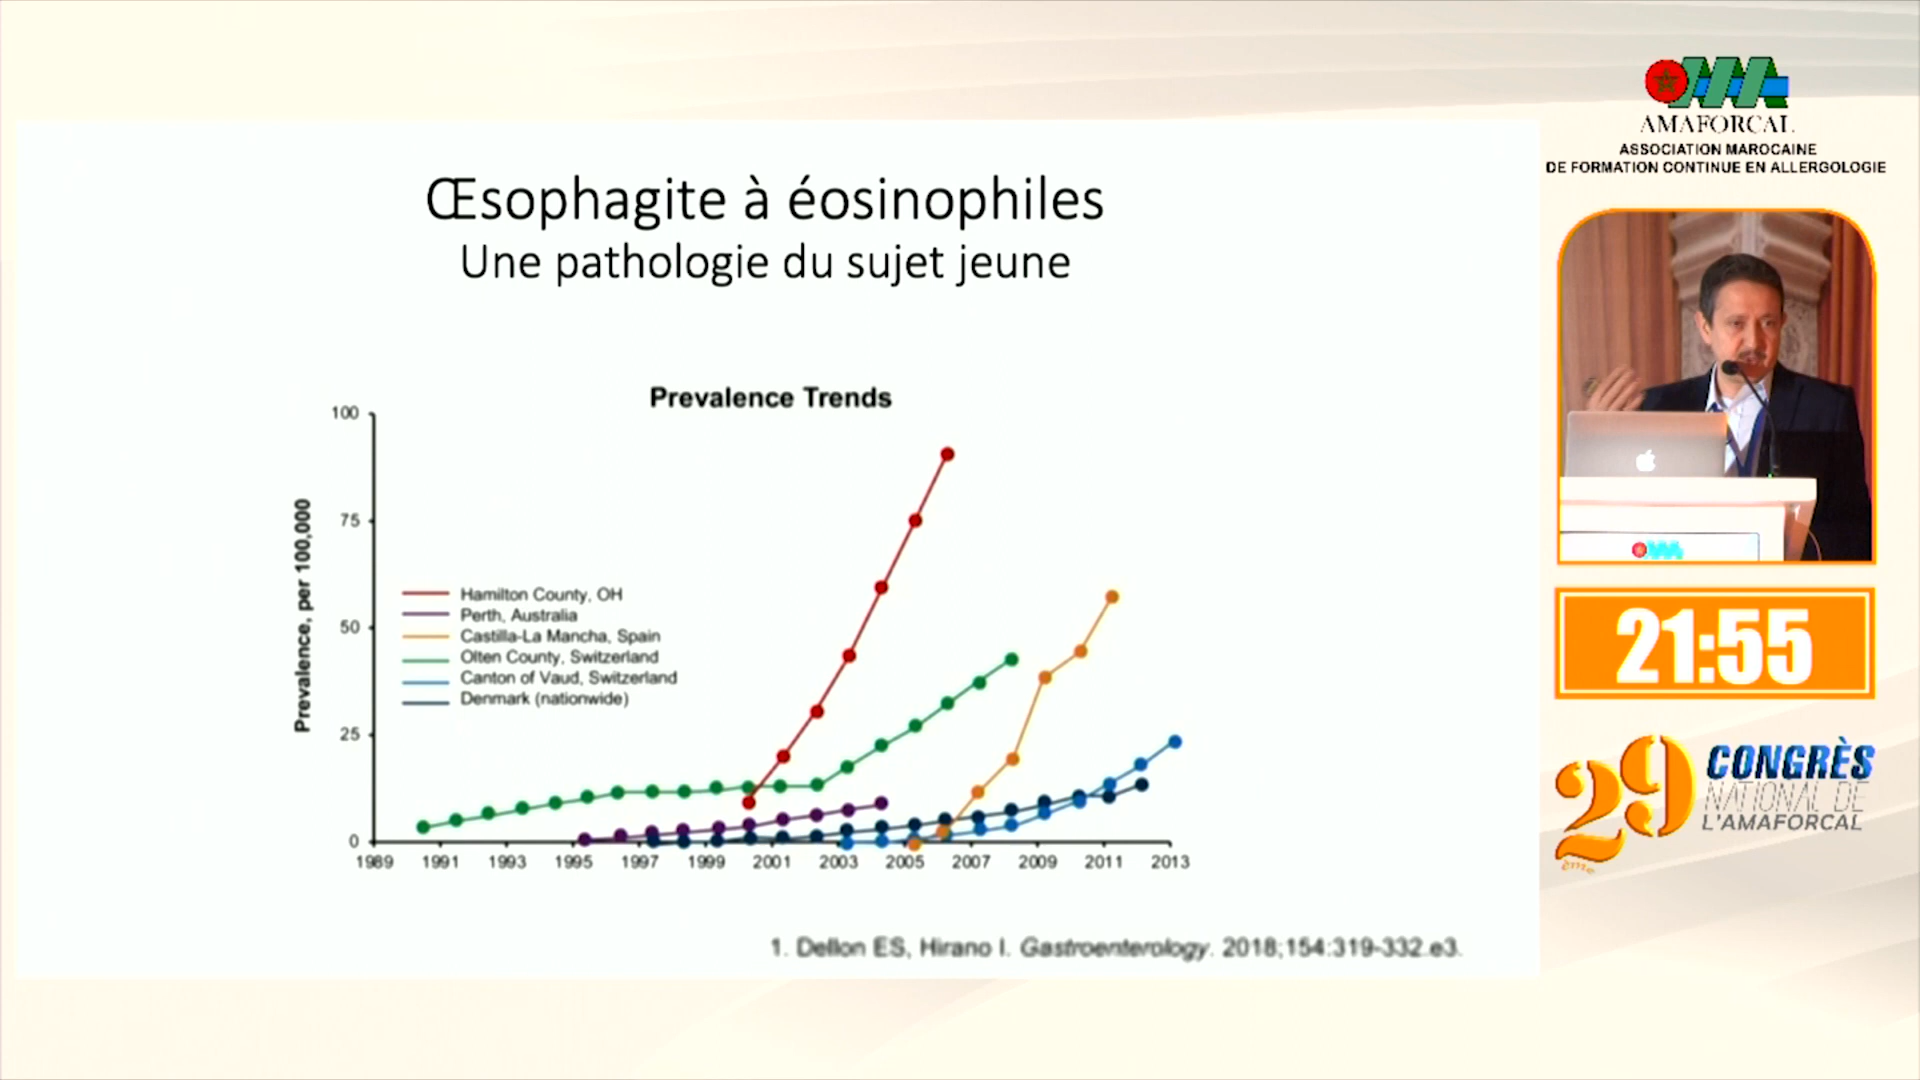 AMAFORCAL
ASSOCIATION MAROCAINE
DE FORMATION CONTINUE EN ALLERGOLOGIE
Œsophagite à éosinophiles
Une pathologie du sujet jeune
Prevalence Trends
Prevalence, per 100,000
100
75
50
25
0
Hamilton County, OH
Perth, Australia
Castilla-La Mancha, Spain
Olten County, Switzerland
Canton of Vaud, Switzerland
Denmark (nationwide)
1989 1991 1993 1995 1997 1999 2001 2003 2005 2007 2009 2011 2013
1. Dellon ES, Hirano I. Gastroenterology. 2018;154:319-332.e3.
21:55
29 ème
CONGRÈS
NATIONAL DE
L'AMAFORCAL